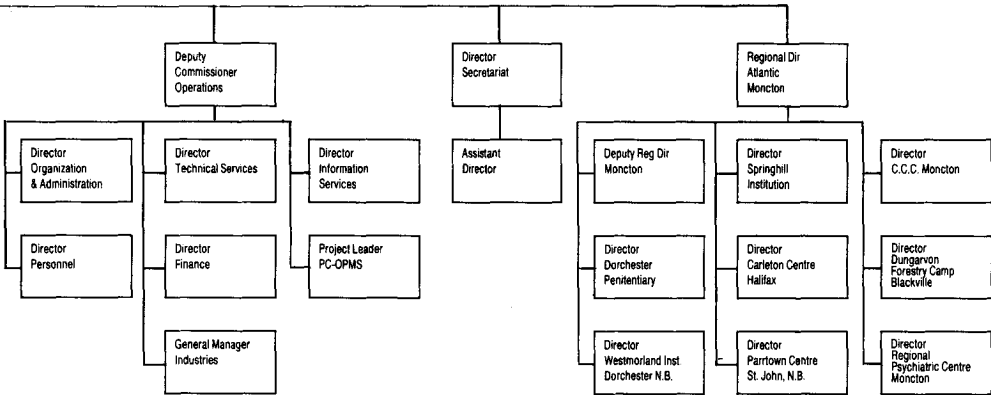 Deputy
Commissioner
Operations
Director
Secretariat
Regional Dir
Atlantic
Moncton
Director
Organization
& Administration
Director
Technical Services
Director
Information
Services
Assistant
Director
Deputy Reg Dir
Moncton
Director
Springhill
Institution
Director
C.C.C. Moncton
Director
Personnel
Director
Finance
Project Leader
PC-OPMS
Director
Dorchester
Penitentiary
Director
Carleton Centre
Halifax
Director
Dungarvon
Forestry Camp
Blackville
General Manager
Industries
Director
Westmorland Inst.
Dorchester N.B.
Director
Parrtown Centre
St. John, N.B.
Director
Regional
Psychiatric Centre
Moncton